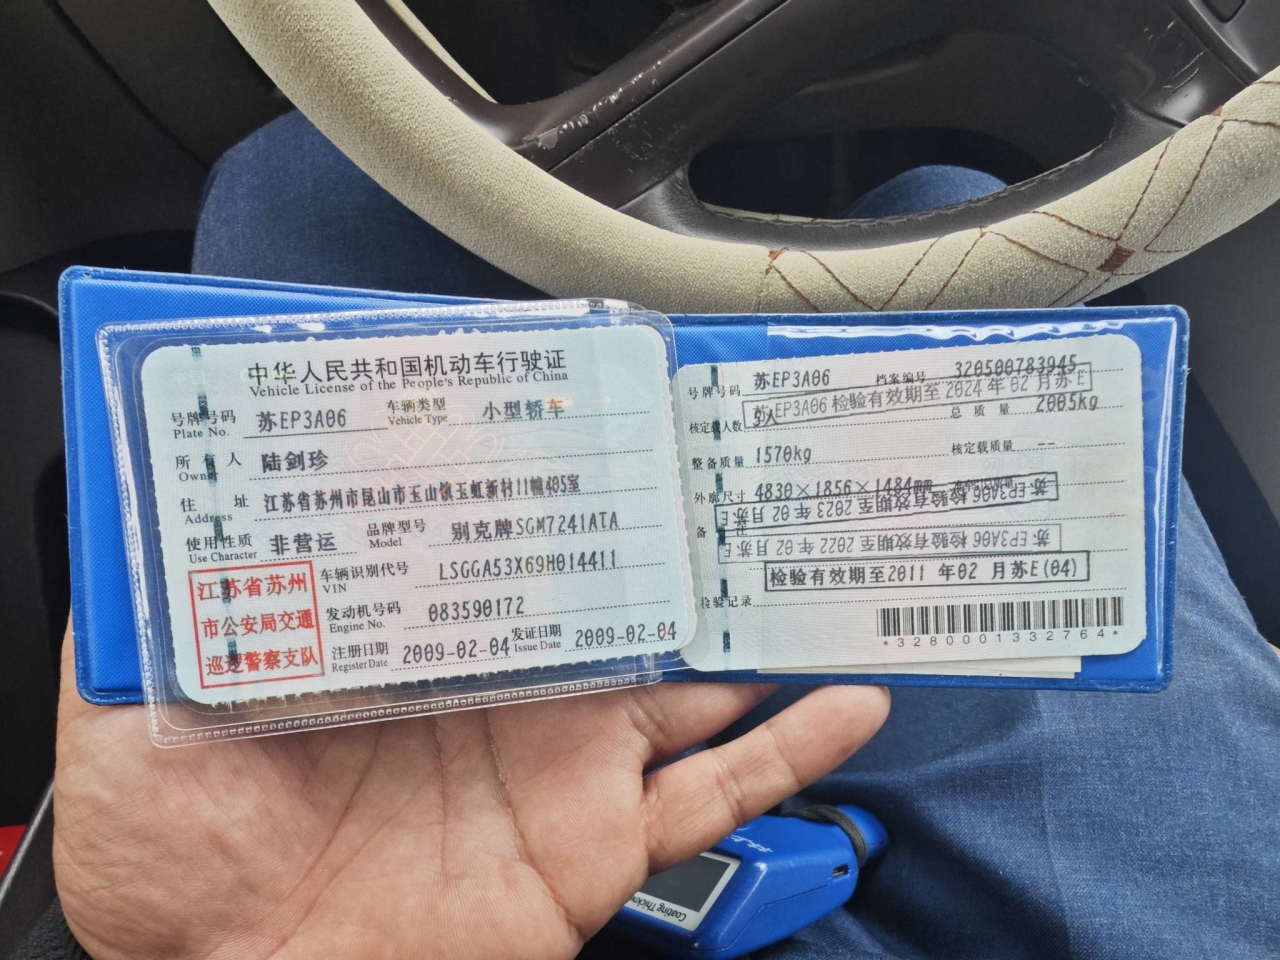 中华人民共和国机动车行驶证
Vehicle License of the People's Republic of China
号牌号码 苏EP3A06 车辆类型 小型轿车
Plate No. Vehicle Type
所有人 陆剑珍
Owner
住址 江苏省苏州市昆山市玉山镇玉虹新村11幢405室
Address
使用性质 非营运 品牌型号 别克牌SGM7241ATA
Use Character Model
江苏省苏州
市公安局交通
巡逻警察支队
车辆识别代号 LSGGA53X69H014411
VIN
发动机号码 083590172
Engine No.
注册日期 2009-02-04 发证日期 2009-02-04
Register Date Issue Date
号牌号码 苏EP3A06 档案编号 320500783945
苏EP3A06 检验有效期至2024年02月苏E
核定载人数 5人 总质量 2005kg
整备质量 1570kg 核定载质量 --
外廓尺寸 4830×1856×1484mm
苏EP3A06 检验有效期至2023年02月苏E
苏EP3A06 检验有效期至2022年02月苏E
检验有效期至2011年02月苏E(04)
检验记录
*3280001332764*
Coating Thickn